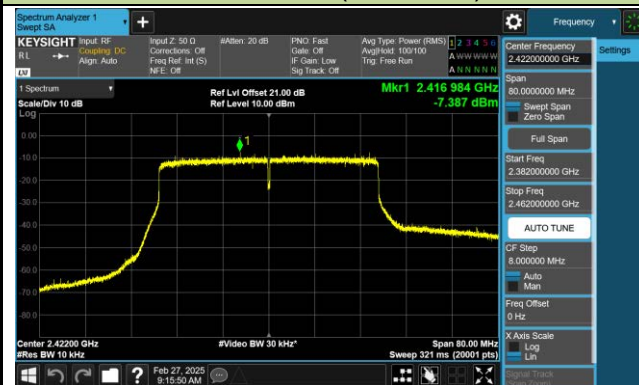 Spectrum Analyzer 1
Swept SA
Frequency
KEYSIGHT
Input: RF
Coupling: DC
Align: Auto
Input Z: 50 Ω
Corrections: Off
Freq Ref: Int (S)
NFE: Off
#Atten: 20 dB
PNO: Fast
Gate: Off
IF Gain: Low
Sig Track: Off
Avg Type: Power (RMS)
Avg|Hold: 100/100
Trig: Free Run
1 2 3 4 5 6
A W W W W W
A N N N N N
RL
LXI
1 Spectrum
Scale/Div 10 dB
Log
Ref Lvl Offset 21.00 dB
Ref Level 10.00 dBm
Mkr1 2.416 984 GHz
-7.387 dBm
1
0.00
-10.0
-20.0
-30.0
-40.0
-50.0
-60.0
-70.0
-80.0
Center 2.42200 GHz
#Res BW 10 kHz
#Video BW 30 kHz*
Span 80.00 MHz
Sweep 321 ms (20001 pts)
Center Frequency
2.422000000 GHz
Settings
Span
80.0000000 MHz
Swept Span
Zero Span
Full Span
Start Freq
2.382000000 GHz
Stop Freq
2.462000000 GHz
AUTO TUNE
CF Step
8.000000 MHz
Auto
Man
Freq Offset
0 Hz
X Axis Scale
Log
Lin
Signal Track
Feb 27, 2025
9:15:50 AM